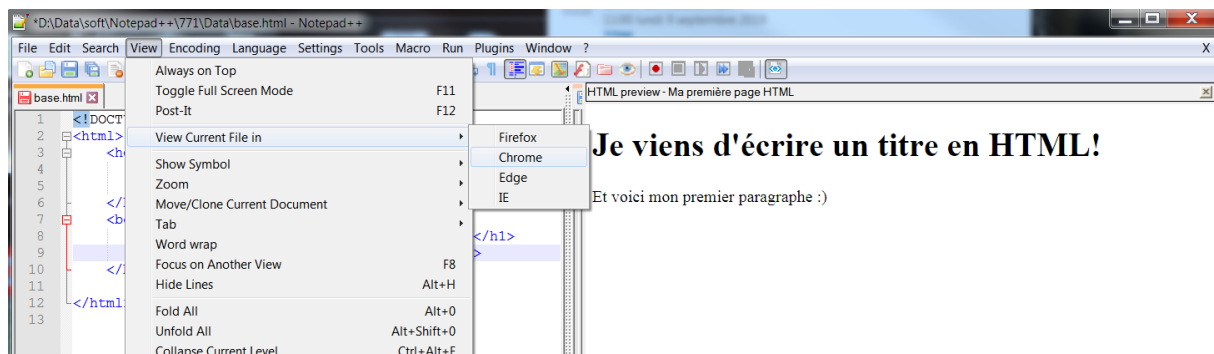 *D:\Data\soft\Notepad++\771\Data\base.html - Notepad++
File Edit Search View Encoding Language Settings Tools Macro Run Plugins Window ? X
base.html
HTML preview - Ma première page HTML
Always on Top
Toggle Full Screen Mode F11
Post-It F12
View Current File in
Show Symbol
Zoom
Move/Clone Current Document
Tab
Word wrap
Focus on Another View F8
Hide Lines Alt+H
Fold All Alt+0
Unfold All Alt+Shift+0
Collapse Current Level Ctrl+Alt+F
Firefox
Chrome
Edge
IE
1 <!DOCT
2 <html>
3 <h
4
5
6 </
7 <b
8 </h1>
9 >
10 </
11
12 </html
13
Je viens d'écrire un titre en HTML!
Et voici mon premier paragraphe :)